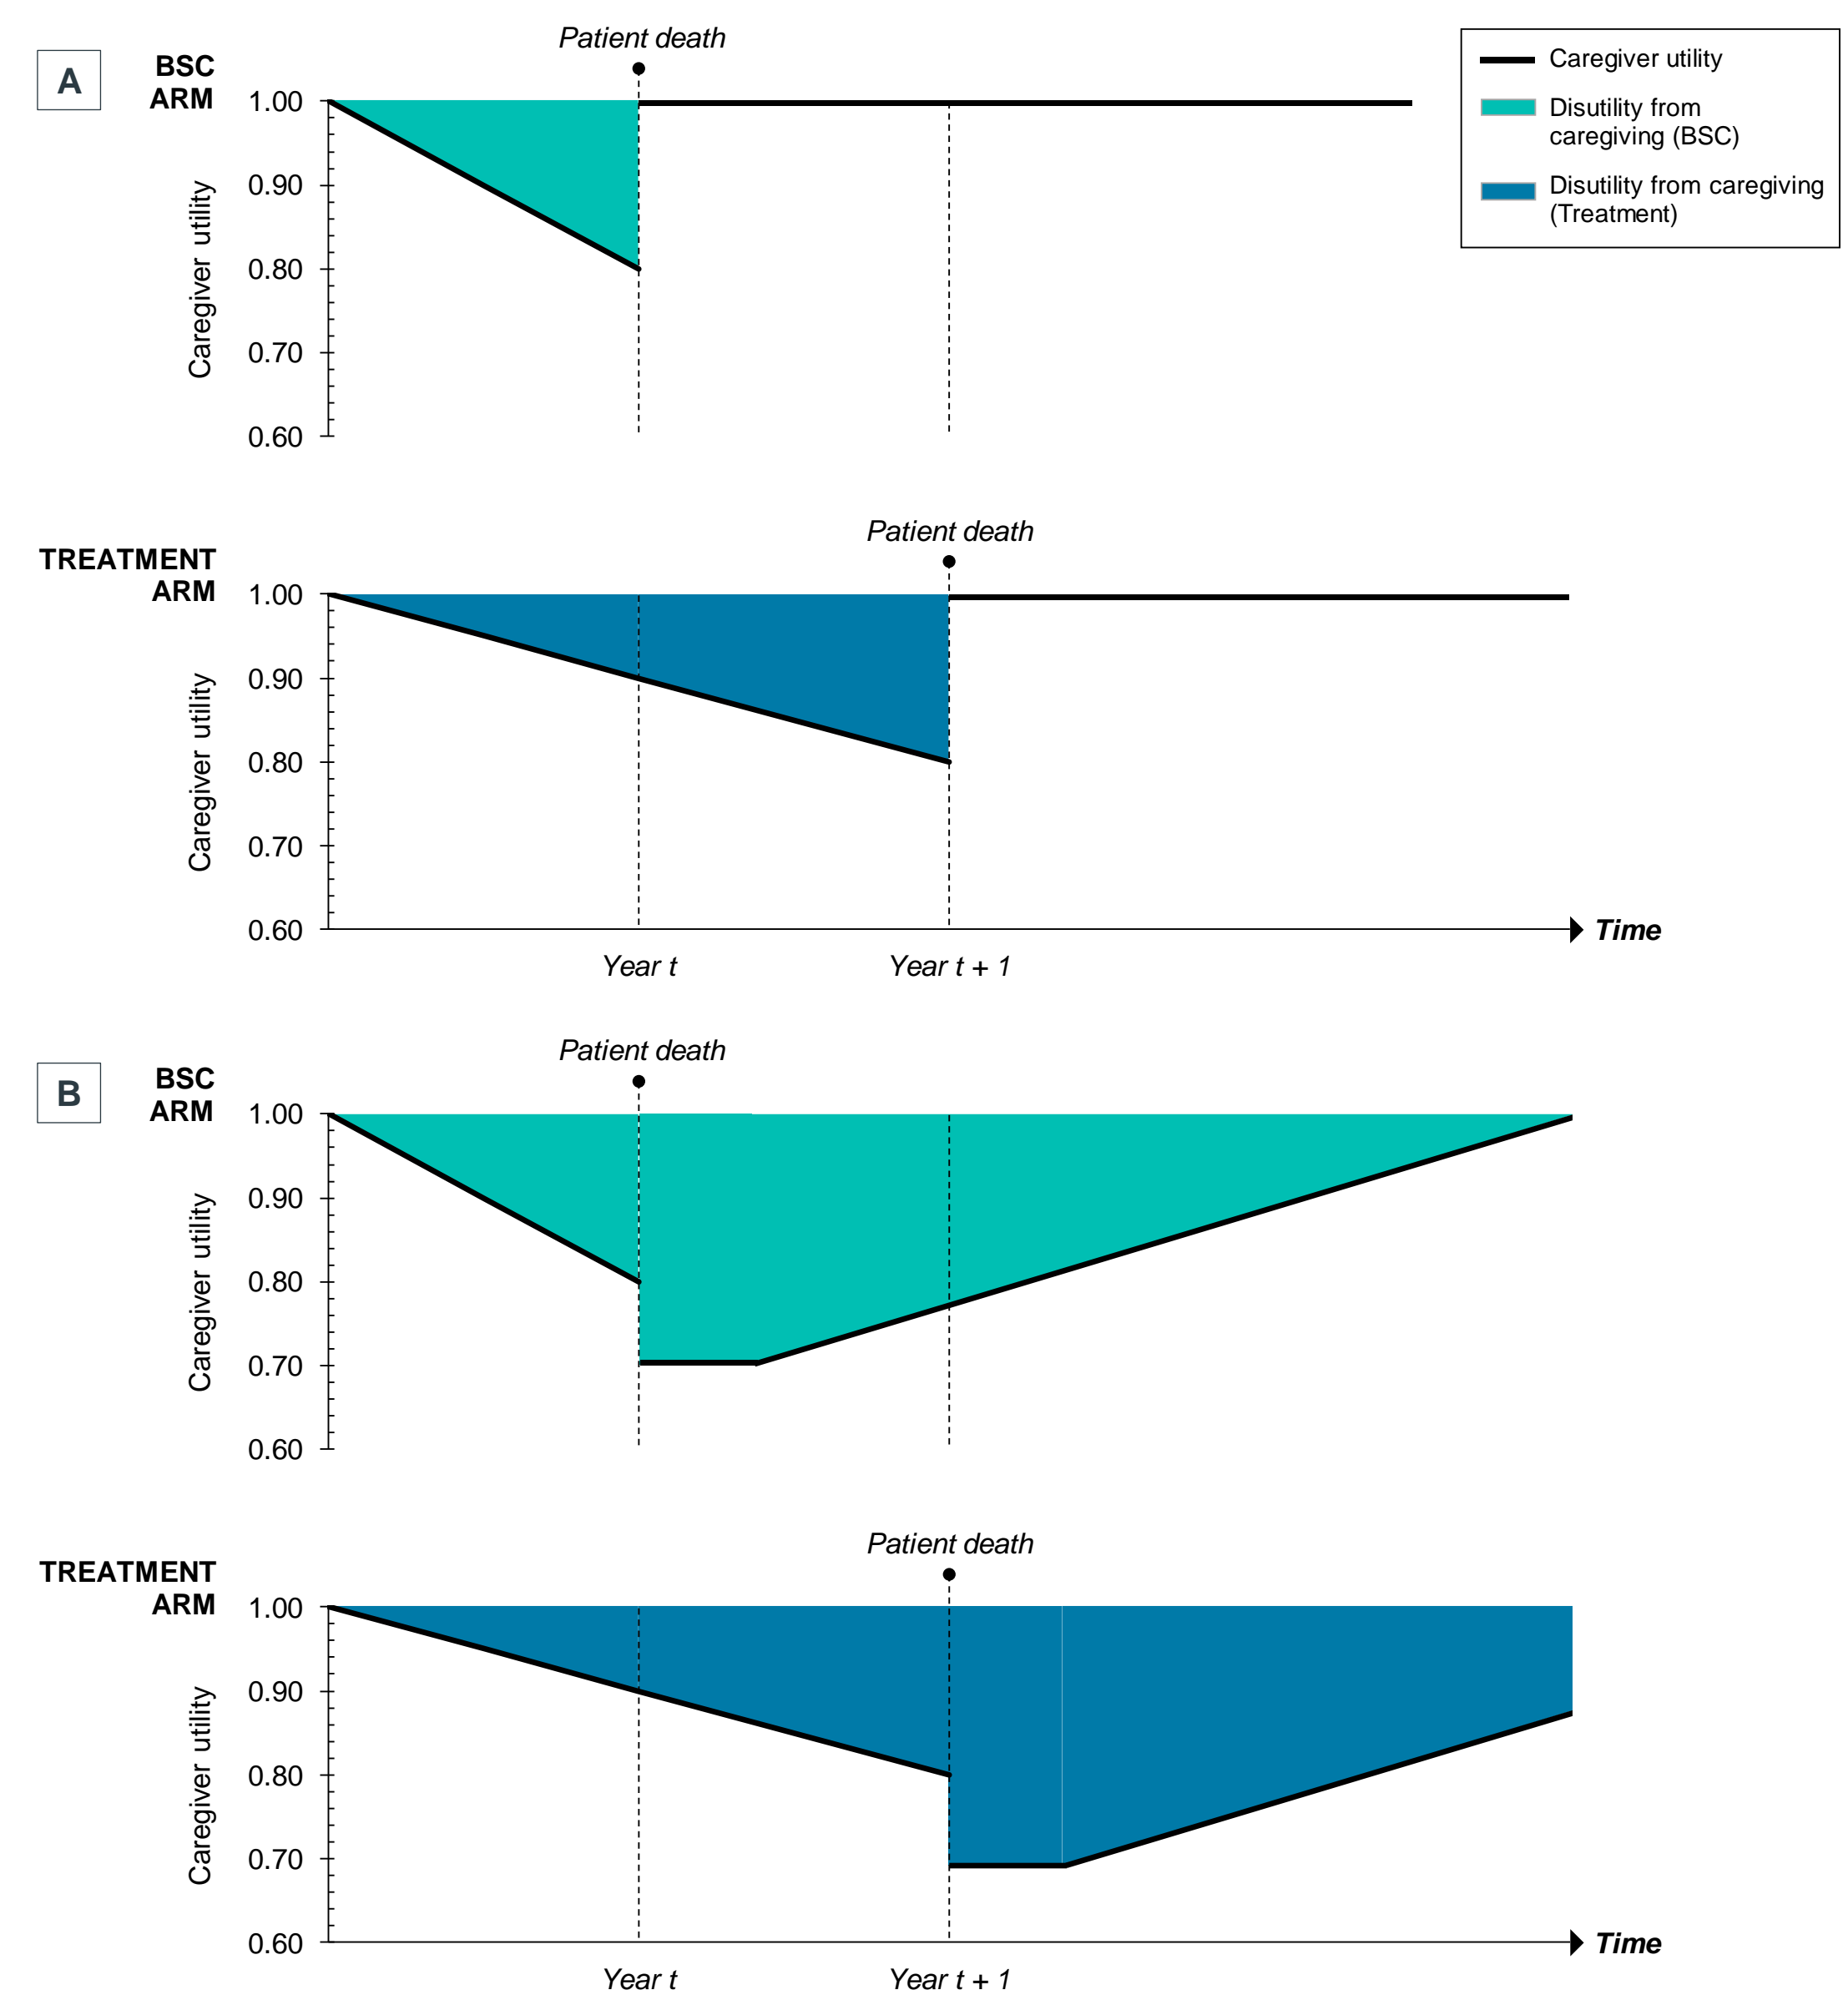 A
BSC
ARM
Patient death
Caregiver utility
1.00
0.90
0.80
0.70
0.60
Caregiver utility
Disutility from
caregiving (BSC)
Disutility from caregiving
(Treatment)
TREATMENT
ARM
Patient death
Caregiver utility
1.00
0.90
0.80
0.70
0.60
Time
Year t
Year t + 1
B
BSC
ARM
Patient death
Caregiver utility
1.00
0.90
0.80
0.70
0.60
TREATMENT
ARM
Patient death
Caregiver utility
1.00
0.90
0.80
0.70
0.60
Time
Year t
Year t + 1